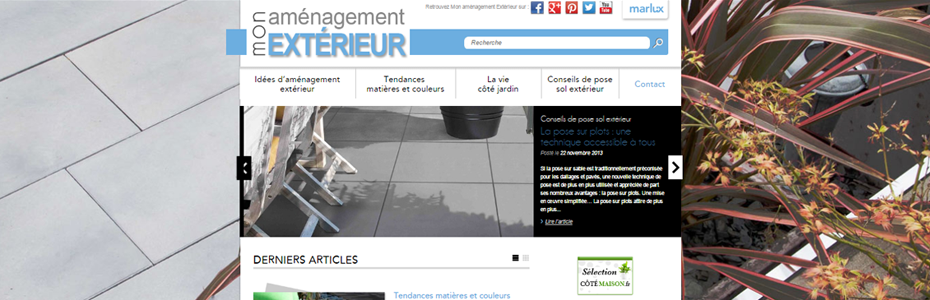 Retrouvez Mon aménagement Extérieur sur :
marlux
mon aménagement
EXTÉRIEUR
Recherche
Idées d'aménagement
extérieur
Tendances
matières et couleurs
La vie
côté jardin
Conseils de pose
sol extérieur
Contact
Conseils de pose sol extérieur
La pose sur plots : une
technique accessible à tous
Posté le 22 novembre 2013
Si la pose sur sable est traditionnellement préconisée
pour les dallages et pavés, une nouvelle technique de
pose est de plus en plus utilisée et appréciée de part
ses nombreux avantages : la pose sur plots. Une mise
en œuvre simplifiée… La pose sur plots attire de plus
en plus...
> Lire l'article
DERNIERS ARTICLES
Sélection
CÔTÉMAISON.fr
Tendances matières et couleurs